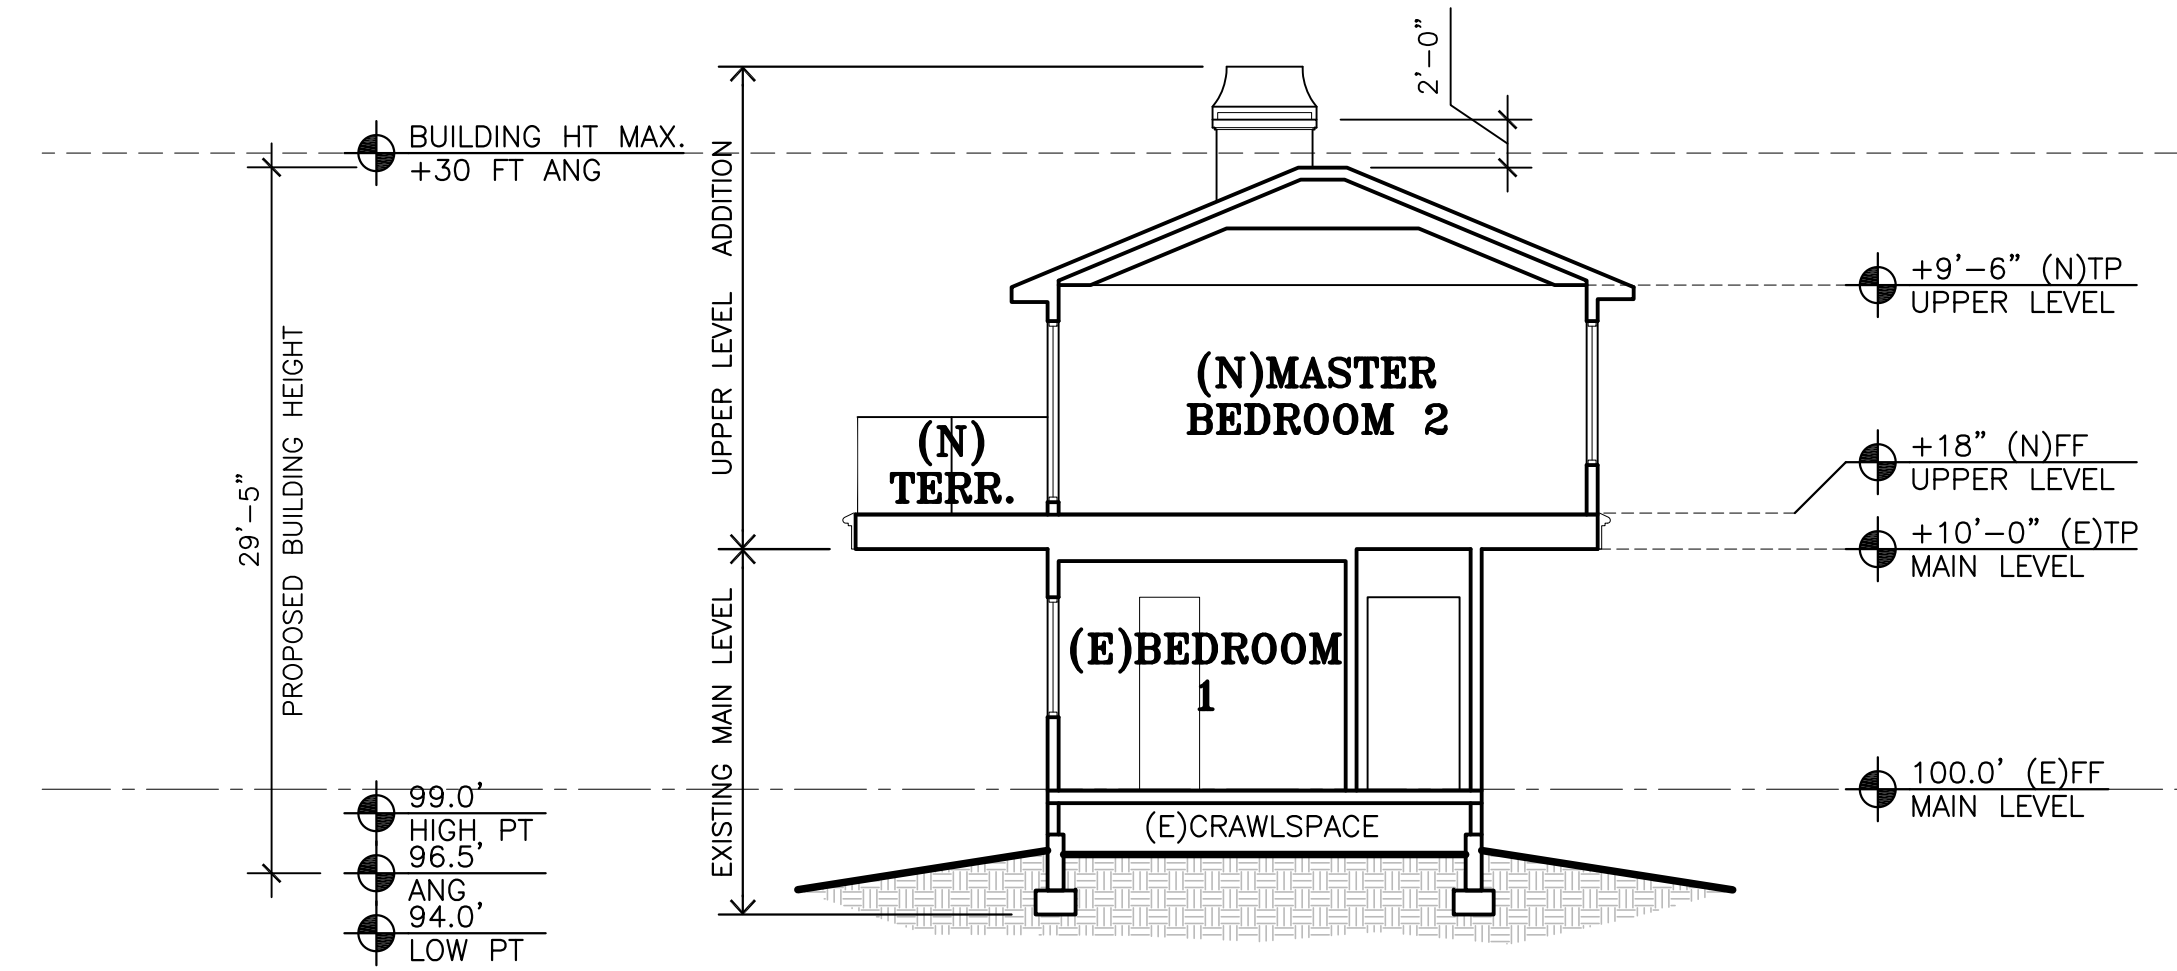 2'-0"
BUILDING HT MAX.
+30 FT ANG
UPPER LEVEL ADDITION
+9'-6" (N)TP
UPPER LEVEL
(N)MASTER
BEDROOM 2
(N)
TERR.
+18" (N)FF
UPPER LEVEL
+10'-0" (E)TP
MAIN LEVEL
29'-5"
PROPOSED BUILDING HEIGHT
EXISTING MAIN LEVEL
(E)BEDROOM
1
100.0' (E)FF
MAIN LEVEL
(E)CRAWLSPACE
99.0'
HIGH PT
96.5'
ANG
94.0'
LOW PT